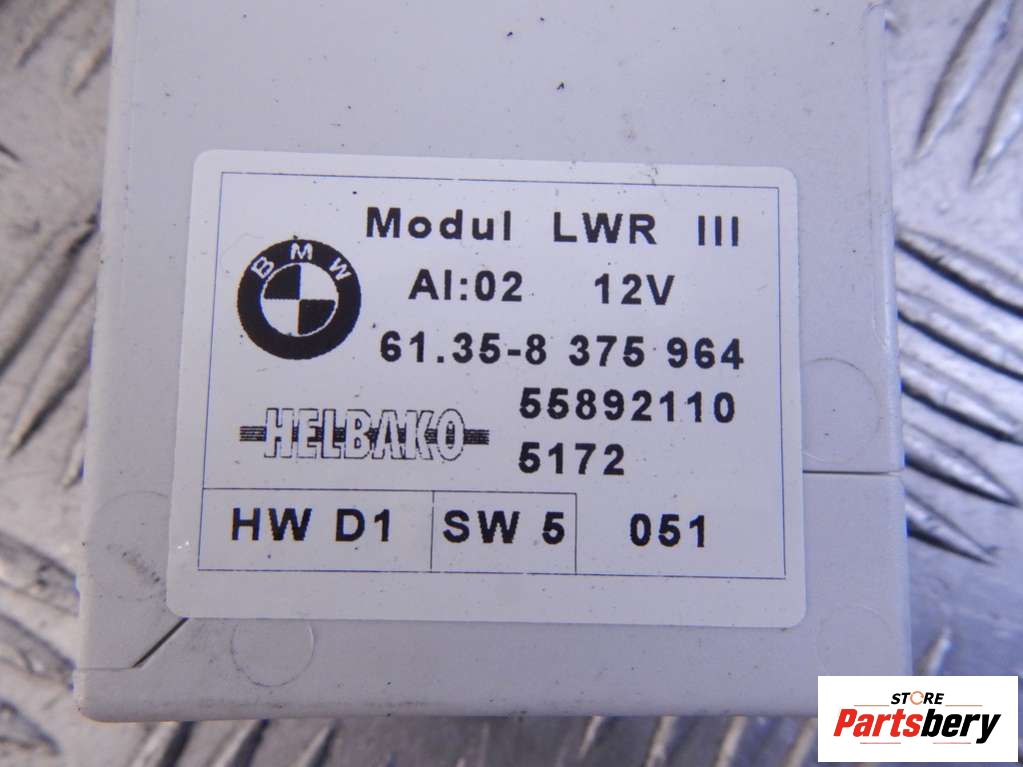 Modul LWR III
BMW
AI:02 12V
61.35-8 375 964
55892110
HELBAKO
5172
HW D1 SW 5 051
STORE
Partsbery